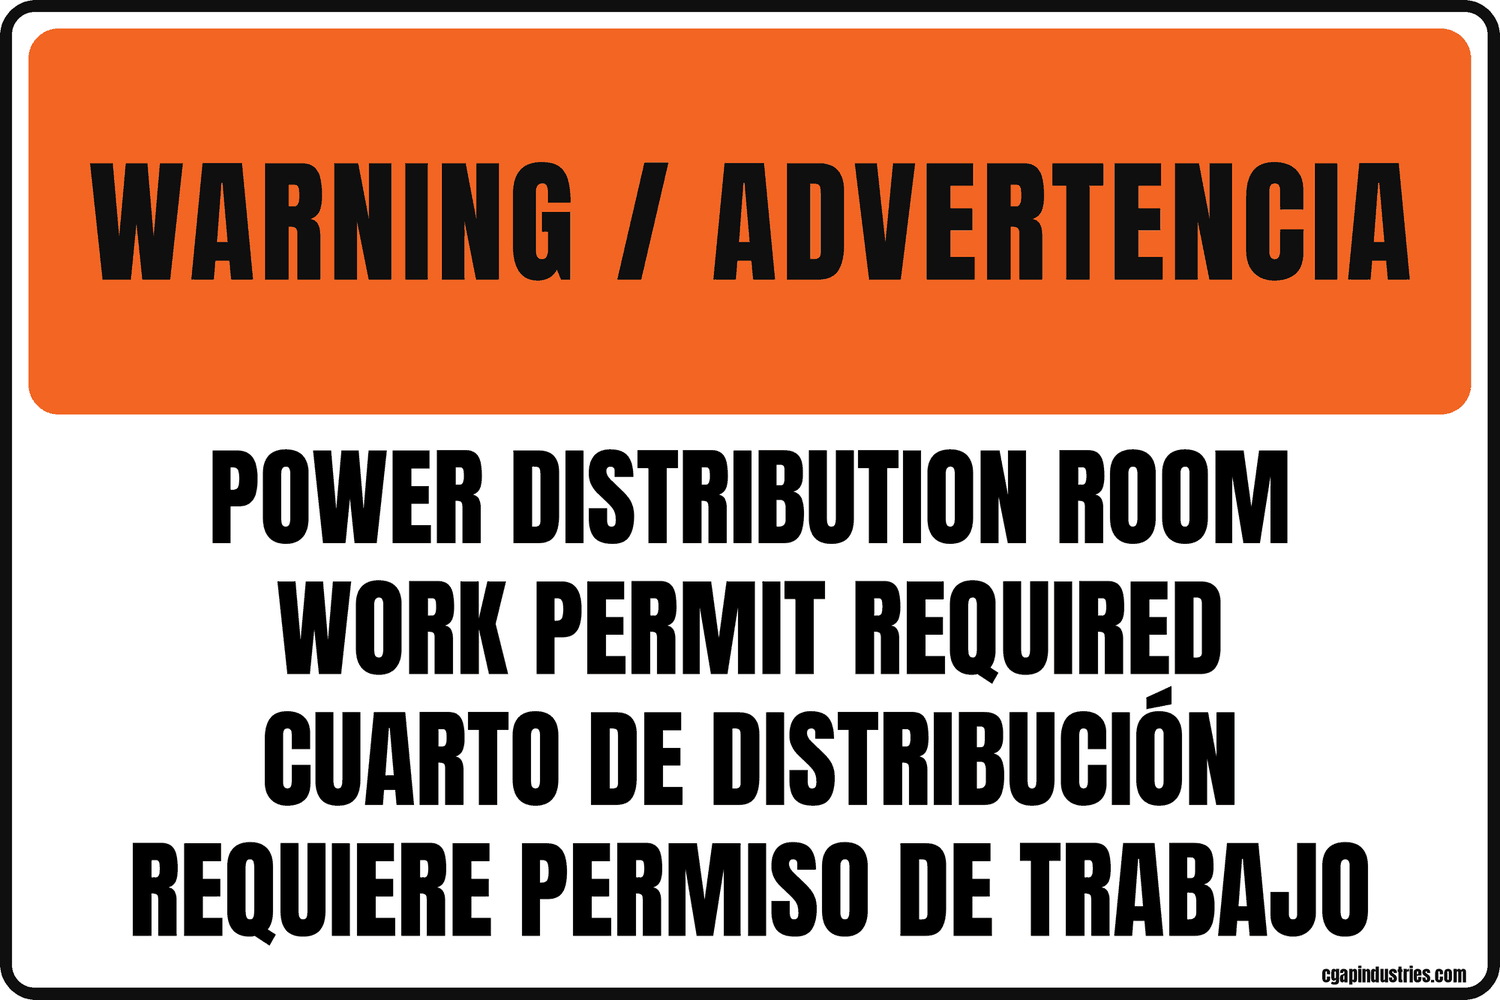 WARNING / ADVERTENCIA
POWER DISTRIBUTION ROOM
WORK PERMIT REQUIRED
CUARTO DE DISTRIBUCIÓN
REQUIERE PERMISO DE TRABAJO
cgapindustries.com